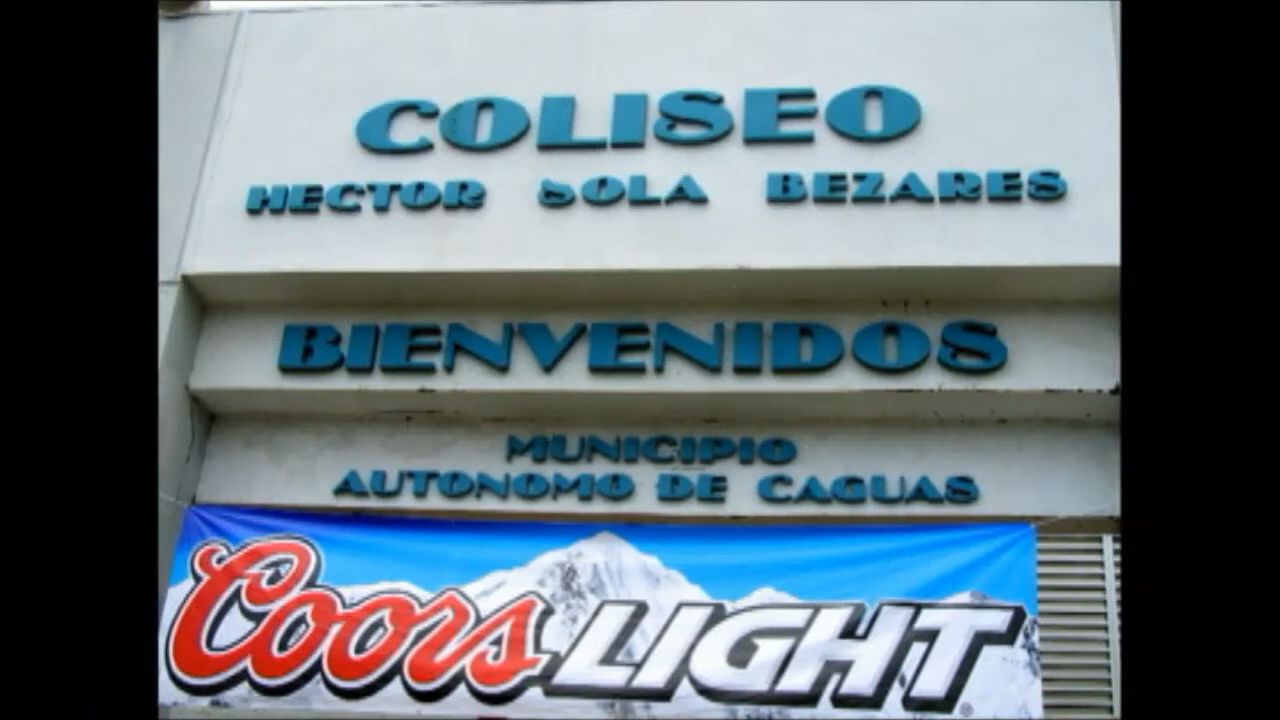 COLISEO
HECTOR SOLA BEZARES
BIENVENIDOS
MUNICIPIO
AUTONOMO DE CAGUAS
Coors LIGHT